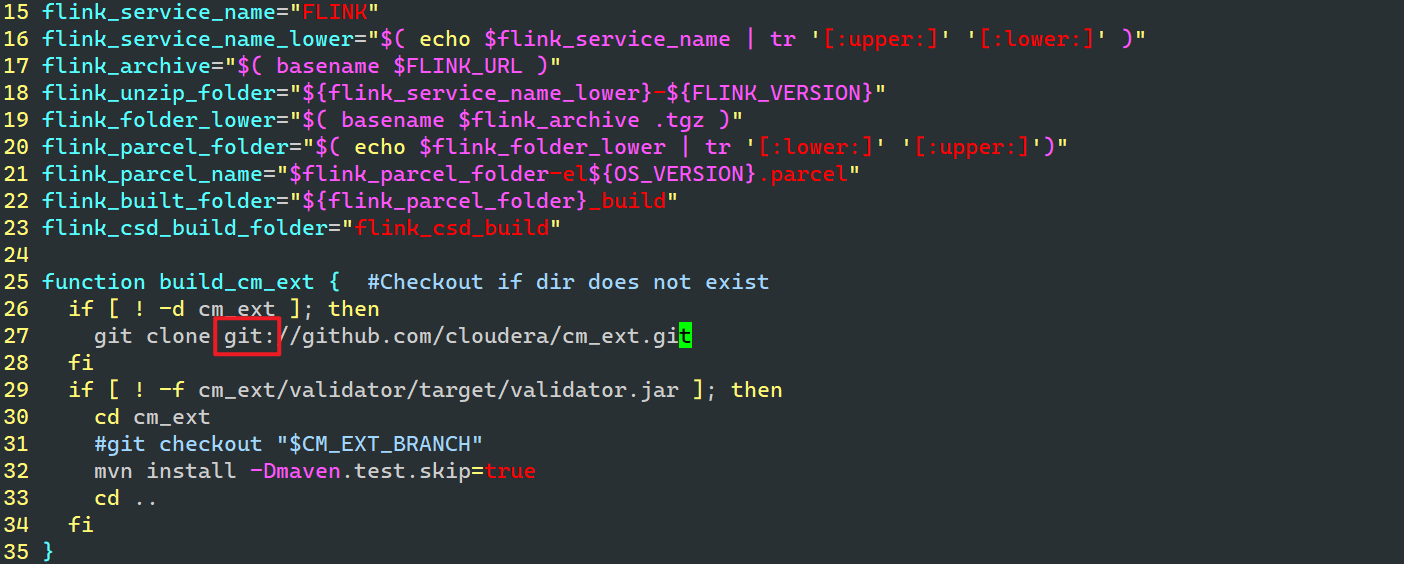 15 flink_service_name="FLINK"
16 flink_service_name_lower="$( echo $flink_service_name | tr '[:upper:]' '[:lower:]' )"
17 flink_archive="$( basename $FLINK_URL )"
18 flink_unzip_folder="${flink_service_name_lower}-${FLINK_VERSION}"
19 flink_folder_lower="$( basename $flink_archive .tgz )"
20 flink_parcel_folder="$( echo $flink_folder_lower | tr '[:lower:]' '[:upper:]')"
21 flink_parcel_name="$flink_parcel_folder-el${OS_VERSION}.parcel"
22 flink_built_folder="${flink_parcel_folder}_build"
23 flink_csd_build_folder="flink_csd_build"
24
25 function build_cm_ext {  #Checkout if dir does not exist
26   if [ ! -d cm_ext ]; then
27     git clone git://github.com/cloudera/cm_ext.git
28   fi
29   if [ ! -f cm_ext/validator/target/validator.jar ]; then
30     cd cm_ext
31     #git checkout "$CM_EXT_BRANCH"
32     mvn install -Dmaven.test.skip=true
33     cd ..
34   fi
35 }